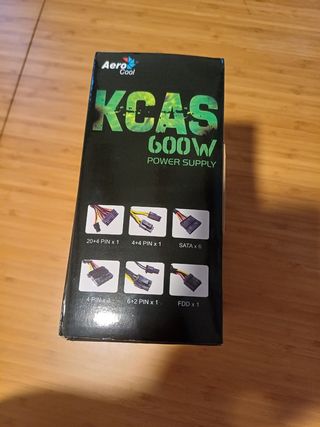 Aero
Cool
KCAS
600W
POWER SUPPLY
20+4 PIN x 1
4+4 PIN x 1
SATA x 6
4 PIN x
6+2 PIN x 1
FDD x 1